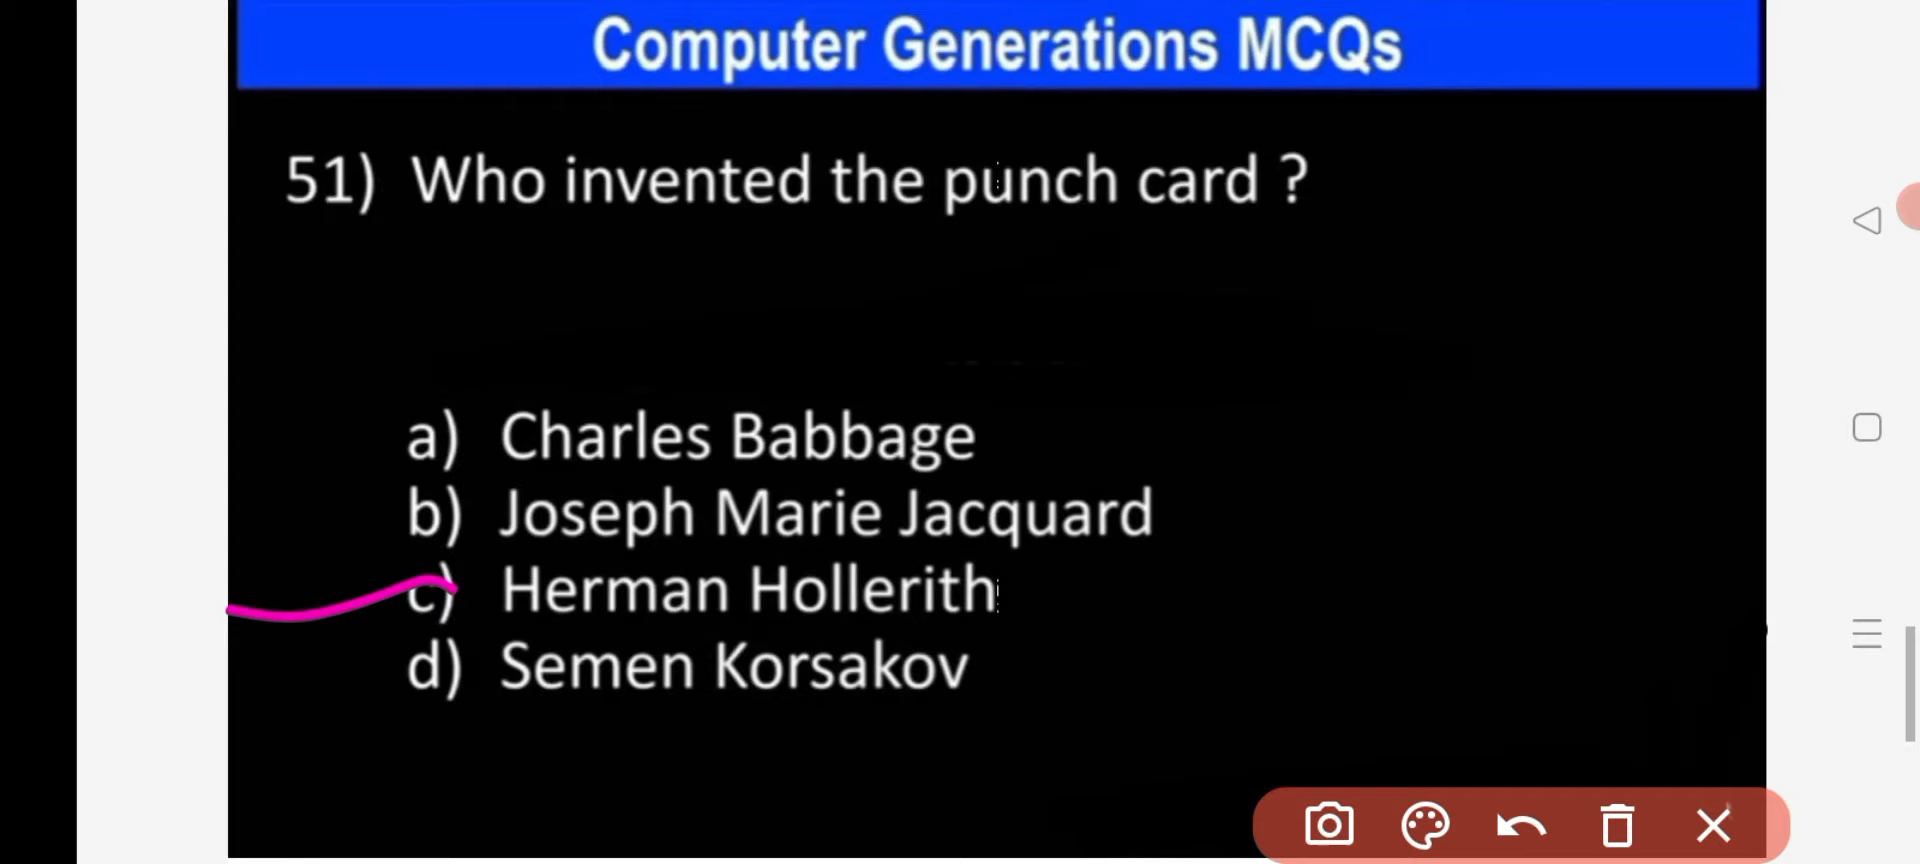 Computer Generations MCQs
51) Who invented the punch card ?
a) Charles Babbage
b) Joseph Marie Jacquard
c) Herman Hollerith
d) Semen Korsakov